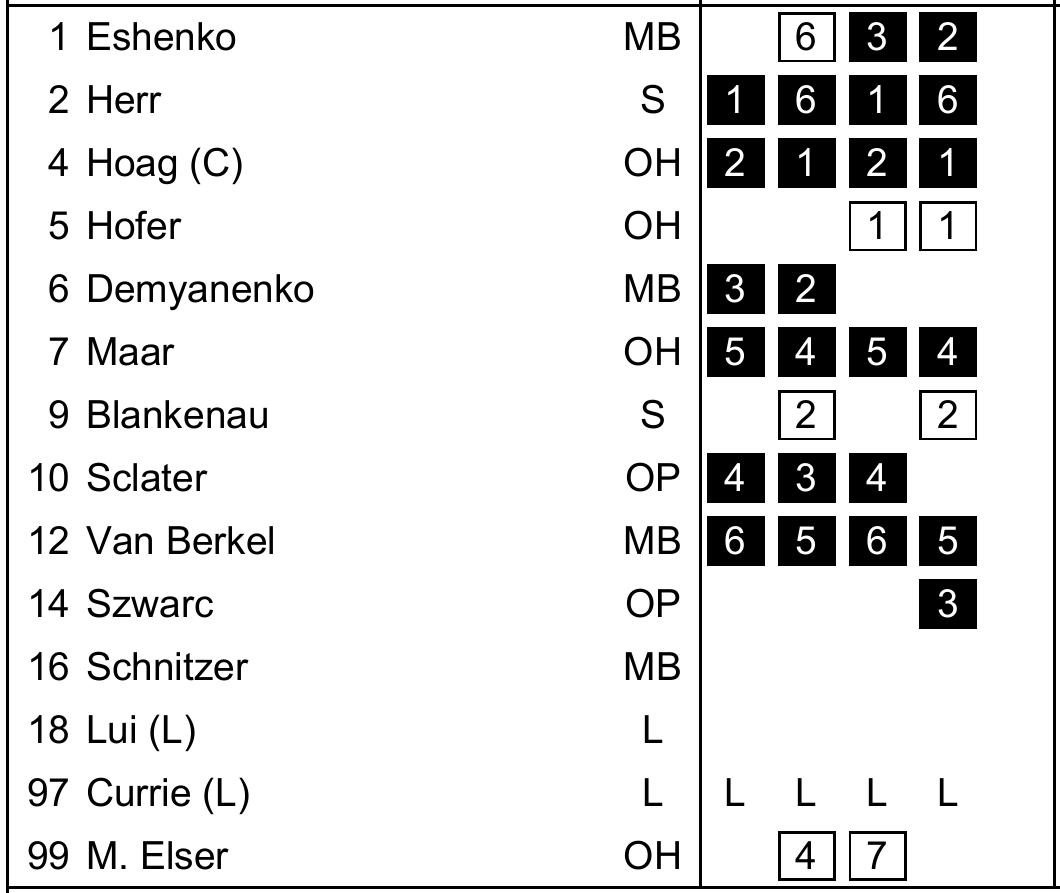 1 Eshenko MB 6 3 2
2 Herr S 1 6 1 6
4 Hoag (C) OH 2 1 2 1
5 Hofer OH 1 1
6 Demyanenko MB 3 2
7 Maar OH 5 4 5 4
9 Blankenau S 2 2
10 Sclater OP 4 3 4
12 Van Berkel MB 6 5 6 5
14 Szwarc OP 3
16 Schnitzer MB
18 Lui (L) L
97 Currie (L) L L L L L
99 M. Elser OH 4 7